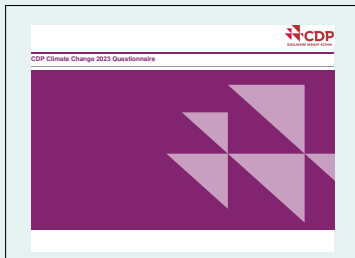 CDP
DISCLOSURE INSIGHT ACTION
CDP Climate Change 2023 Questionnaire